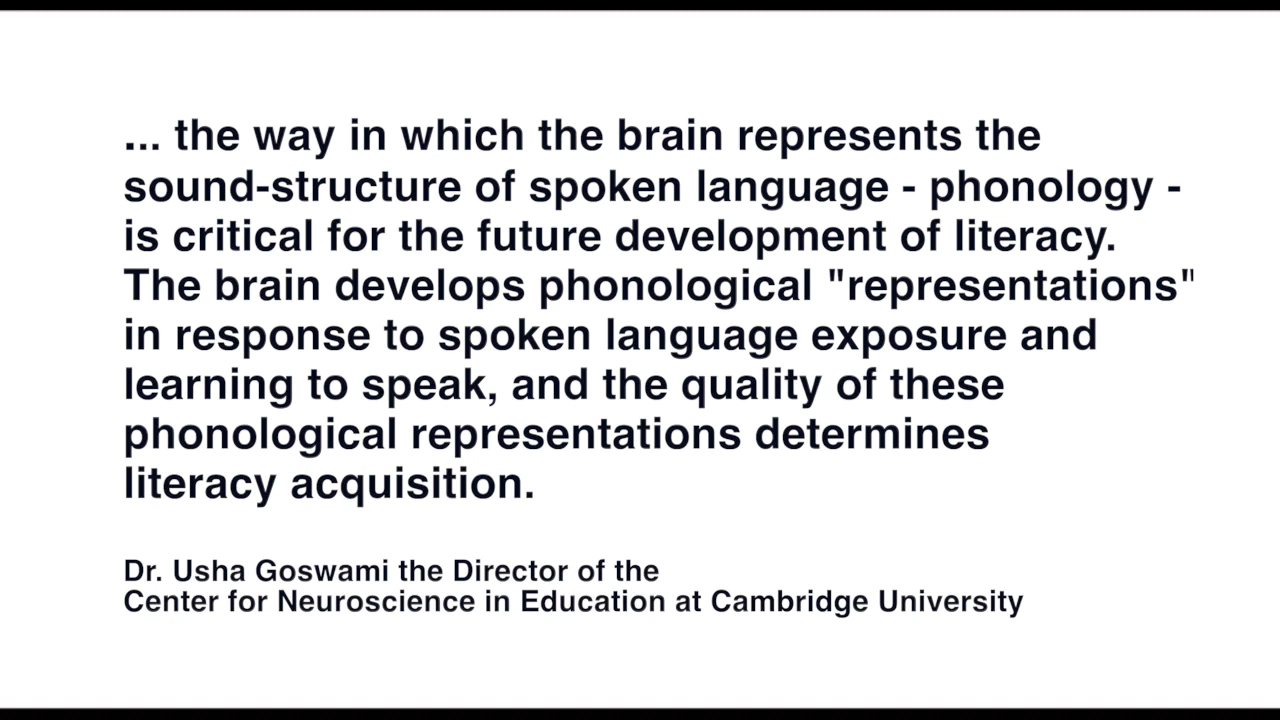 ... the way in which the brain represents the
sound-structure of spoken language - phonology -
is critical for the future development of literacy.
The brain develops phonological "representations"
in response to spoken language exposure and
learning to speak, and the quality of these
phonological representations determines
literacy acquisition.
Dr. Usha Goswami the Director of the
Center for Neuroscience in Education at Cambridge University